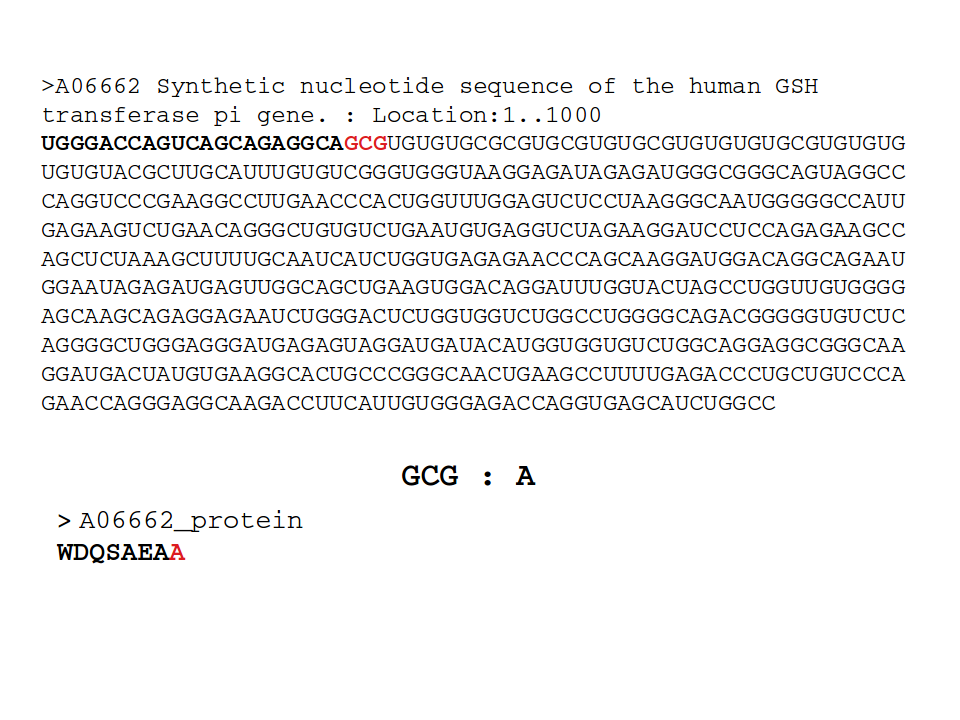 >A06662 Synthetic nucleotide sequence of the human GSH
transferase pi gene. : Location:1..1000
UGGGACCAGUCAGCAGAGGCAGCGUGUGUGCGCGUGCGUGUGCGUGUGUGUGCGUGUGUG
UGUGUACGCUUGCAUUUGUGUCGGGUGGGUAAGGAGAUAGAGAUGGGCGGGCAGUAGGCC
CAGGUCCCGAAGGCCUUGAACCCACUGGUUUGGAGUCUCCUAAGGGCAAUGGGGGCCAUU
GAGAAGUCUGAACAGGGCUGUGUCUGAAUGUGAGGUCUAGAAGGAUCCUCCAGAGAAGCC
AGCUCUAAAGCUUUUGCAAUCAUCUGGUGAGAGAACCCAGCAAGGAUGGACAGGCAGAAU
GGAAUAGAGAUGAGUUGGCAGCUGAAGUGGACAGGAUUUGGUACUAGCCUGGUUGUGGGG
AGCAAGCAGAGGAGAAUCUGGGACUCUGGUGGUCUGGCCUGGGGCAGACGGGGGUGUCUC
AGGGGCUGGGAGGGAUGAGAGUAGGAUGAUACAUGGUGGUGUCUGGCAGGAGGCGGGCAA
GGAUGACUAUGUGAAGGCACUGCCCGGGCAACUGAAGCCUUUUGAGACCCUGCUGUCCCA
GAACCAGGGAGGCAAGACCUUCAUUGUGGGAGACCAGGUGAGCAUCUGGCC
GCG : A
> A06662_protein
WDQSAEAA